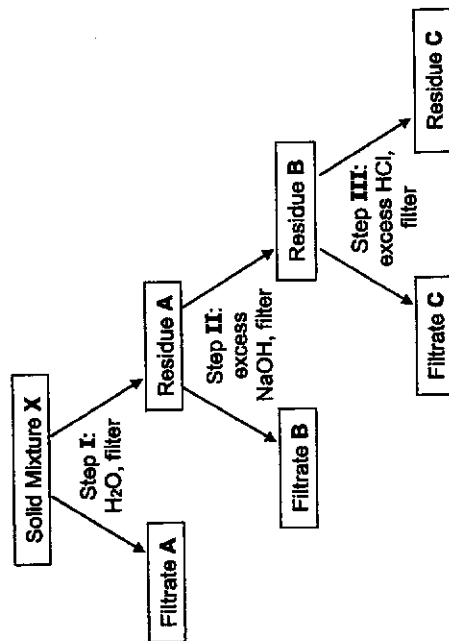 Solid Mixture X
Step I:
H₂O, filter
Filtrate A
Residue A
Step II:
excess
NaOH, filter
Filtrate B
Residue B
Step III:
excess HCl,
filter
Filtrate C
Residue C